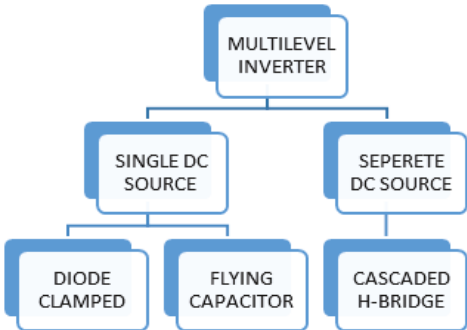 MULTILEVEL
INVERTER
SINGLE DC
SOURCE
SEPERETE
DC SOURCE
DIODE
CLAMPED
FLYING
CAPACITOR
CASCADED
H-BRIDGE